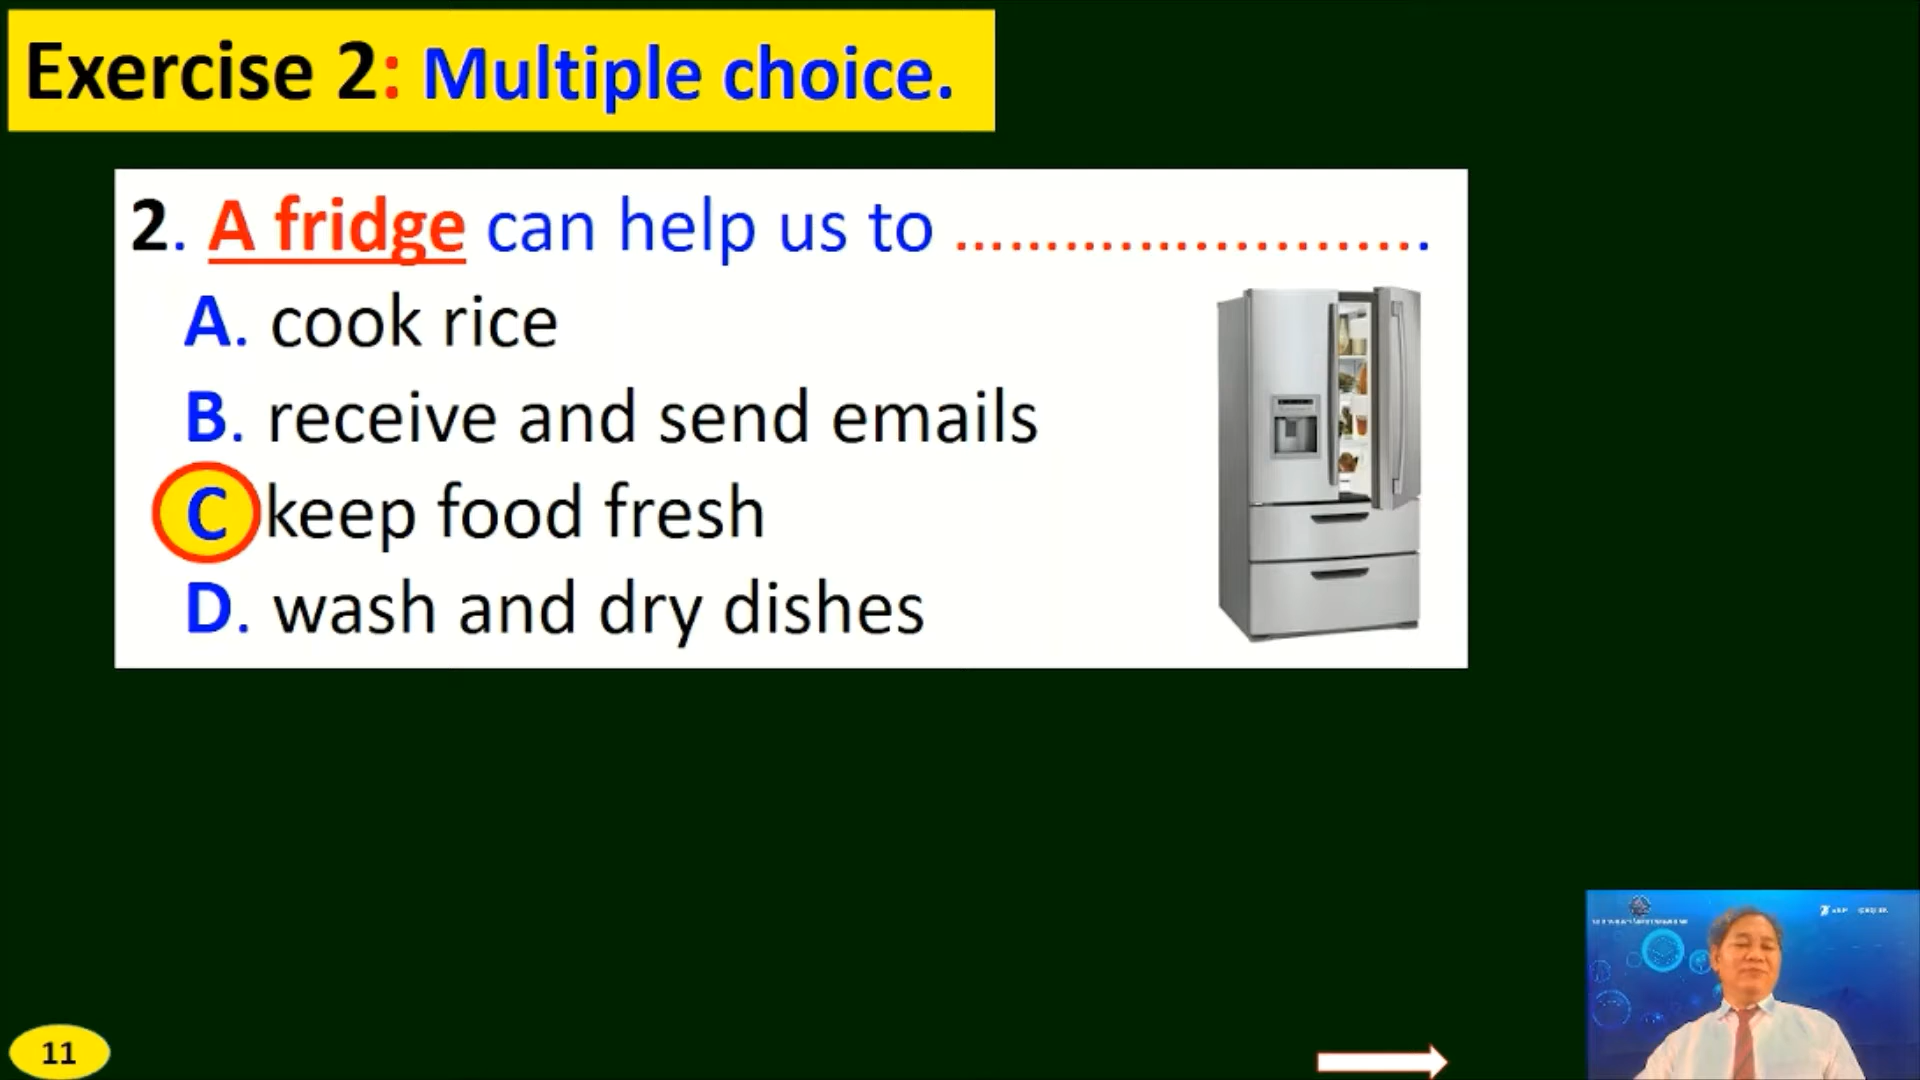 Exercise 2: Multiple choice.
2. A fridge can help us to ..........................
A. cook rice
B. receive and send emails
C keep food fresh
D. wash and dry dishes
11